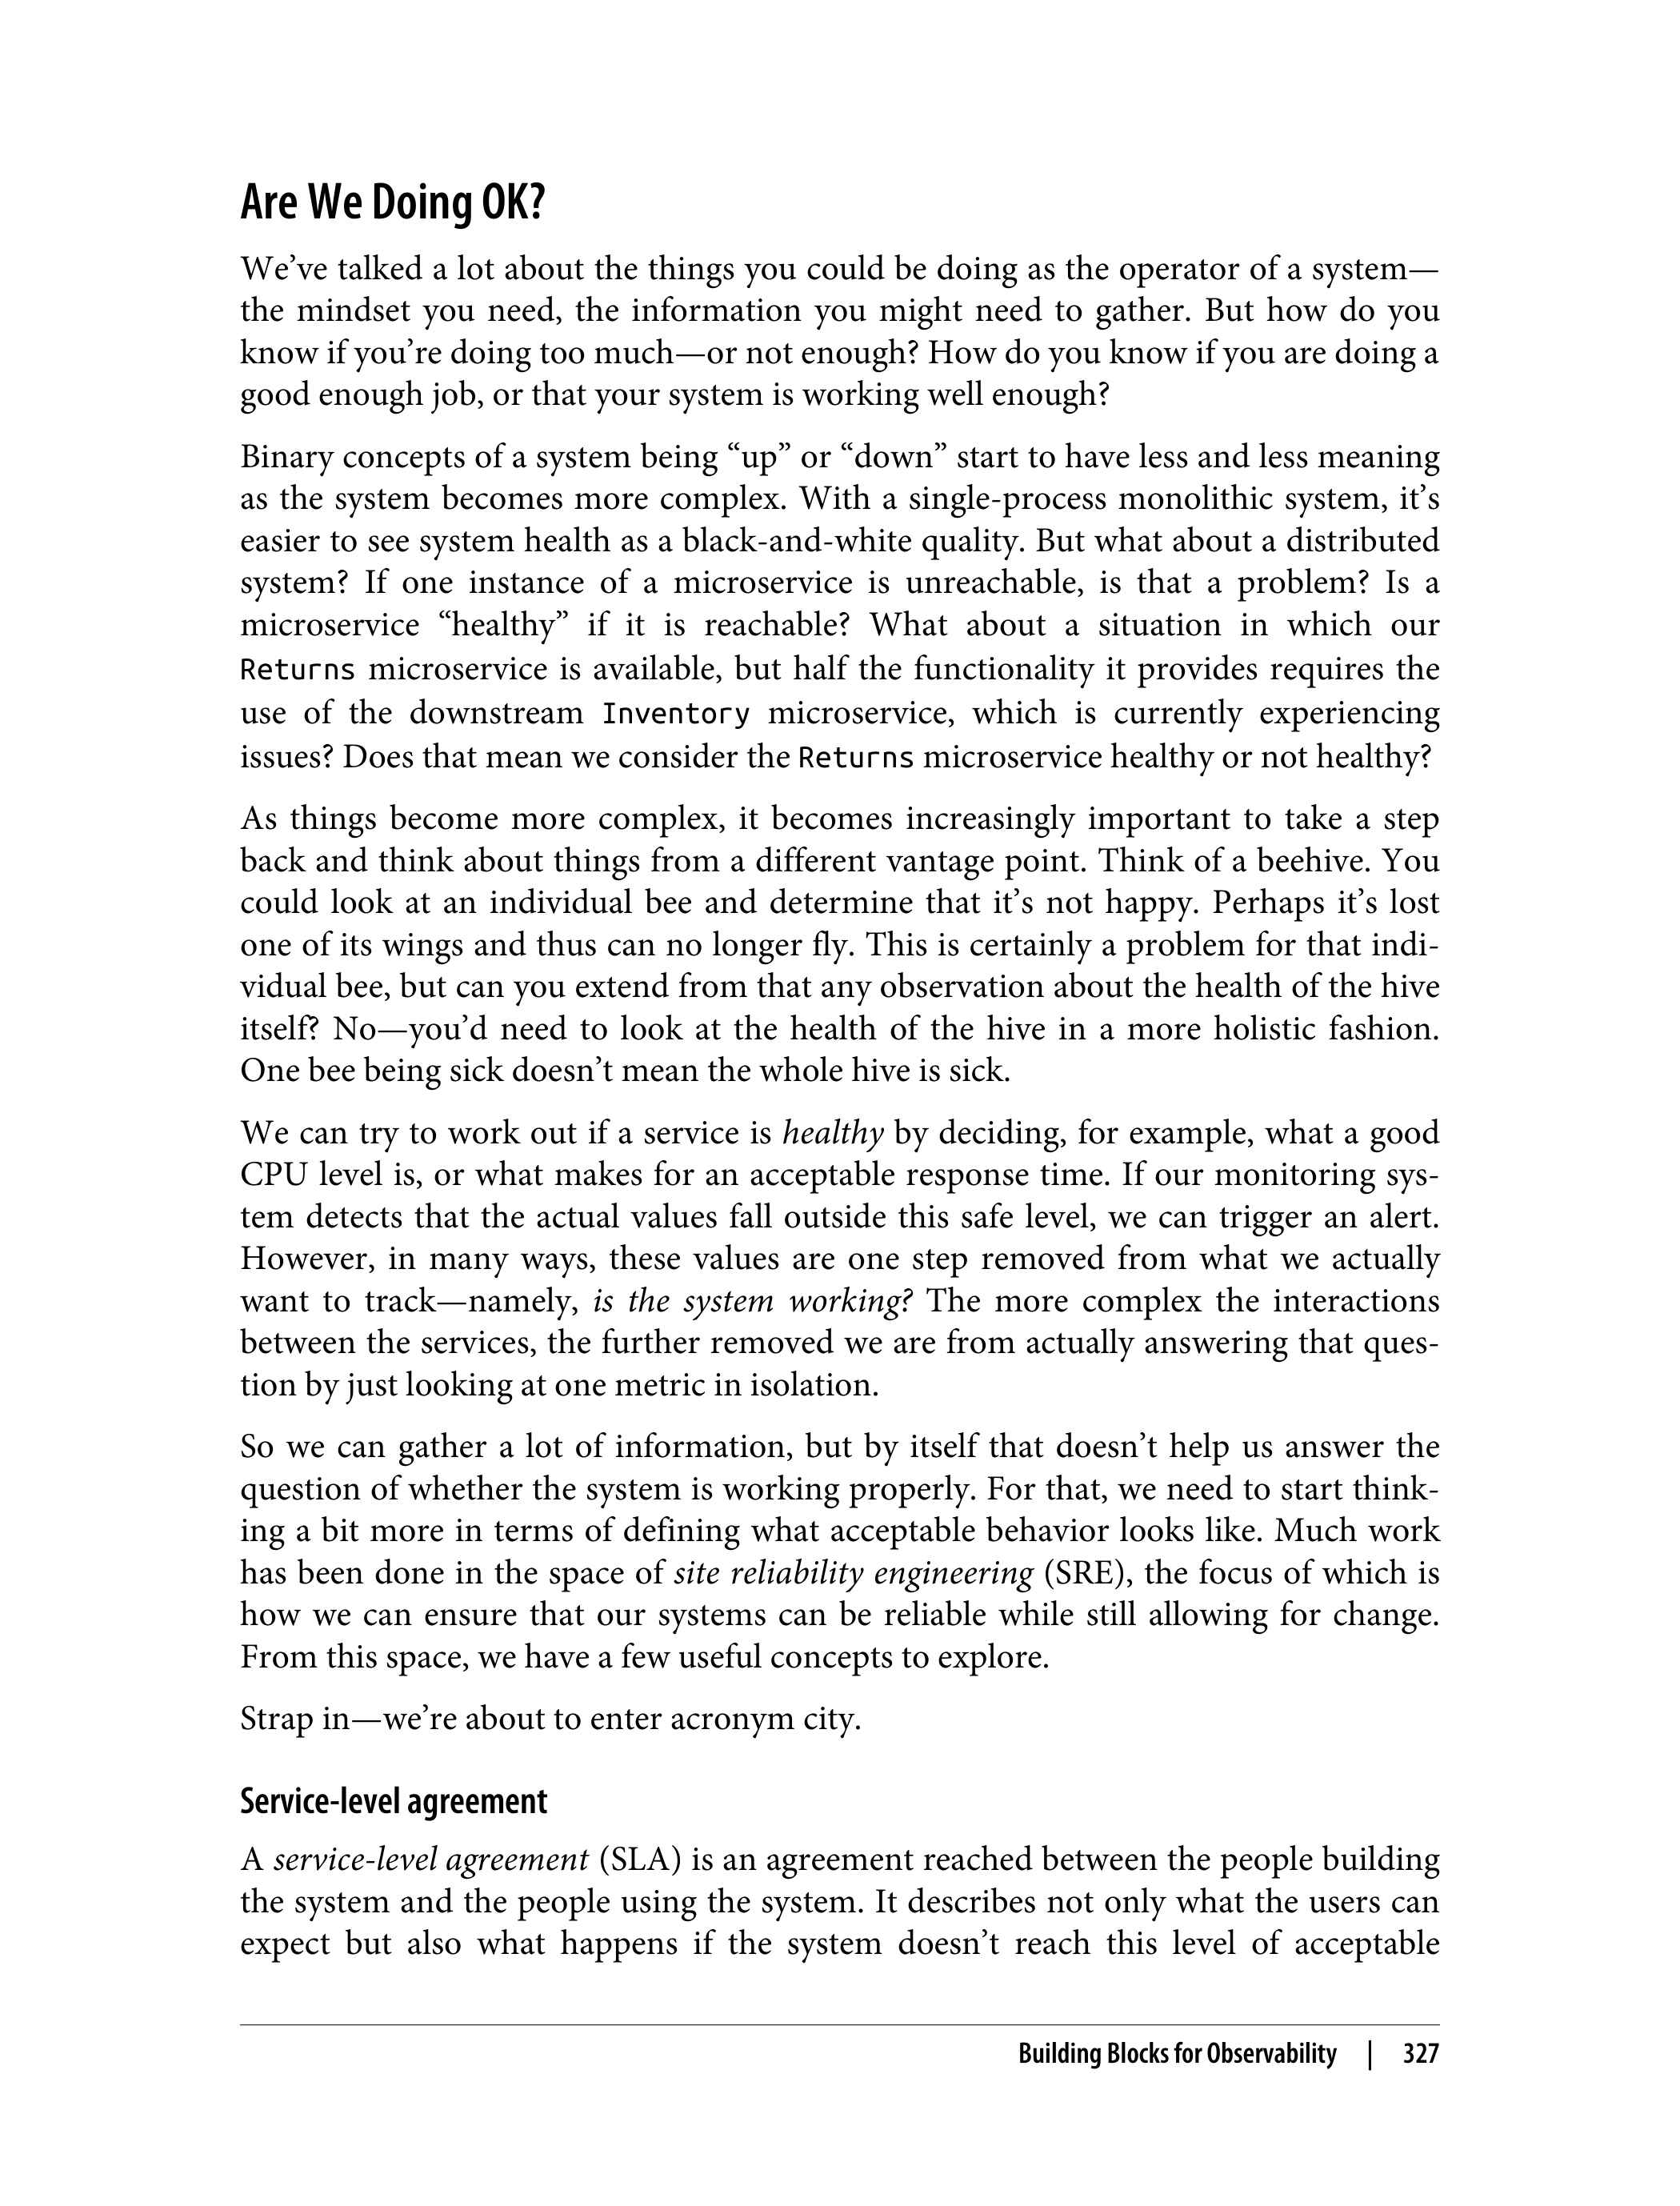 Are We Doing OK?
We’ve talked a lot about the things you could be doing as the operator of a system—
the mindset you need, the information you might need to gather. But how do you
know if you’re doing too much—or not enough? How do you know if you are doing a
good enough job, or that your system is working well enough?
Binary concepts of a system being “up” or “down” start to have less and less meaning
as the system becomes more complex. With a single-process monolithic system, it’s
easier to see system health as a black-and-white quality. But what about a distributed
system? If one instance of a microservice is unreachable, is that a problem? Is a
microservice “healthy” if it is reachable? What about a situation in which our
Returns microservice is available, but half the functionality it provides requires the
use of the downstream Inventory microservice, which is currently experiencing
issues? Does that mean we consider the Returns microservice healthy or not healthy?
As things become more complex, it becomes increasingly important to take a step
back and think about things from a different vantage point. Think of a beehive. You
could look at an individual bee and determine that it’s not happy. Perhaps it’s lost
one of its wings and thus can no longer fly. This is certainly a problem for that indi-
vidual bee, but can you extend from that any observation about the health of the hive
itself? No—you’d need to look at the health of the hive in a more holistic fashion.
One bee being sick doesn’t mean the whole hive is sick.
We can try to work out if a service is healthy by deciding, for example, what a good
CPU level is, or what makes for an acceptable response time. If our monitoring sys-
tem detects that the actual values fall outside this safe level, we can trigger an alert.
However, in many ways, these values are one step removed from what we actually
want to track—namely, is the system working? The more complex the interactions
between the services, the further removed we are from actually answering that ques-
tion by just looking at one metric in isolation.
So we can gather a lot of information, but by itself that doesn’t help us answer the
question of whether the system is working properly. For that, we need to start think-
ing a bit more in terms of defining what acceptable behavior looks like. Much work
has been done in the space of site reliability engineering (SRE), the focus of which is
how we can ensure that our systems can be reliable while still allowing for change.
From this space, we have a few useful concepts to explore.
Strap in—we’re about to enter acronym city.
Service-level agreement
A service-level agreement (SLA) is an agreement reached between the people building
the system and the people using the system. It describes not only what the users can
expect but also what happens if the system doesn’t reach this level of acceptable
Building Blocks for Observability | 327